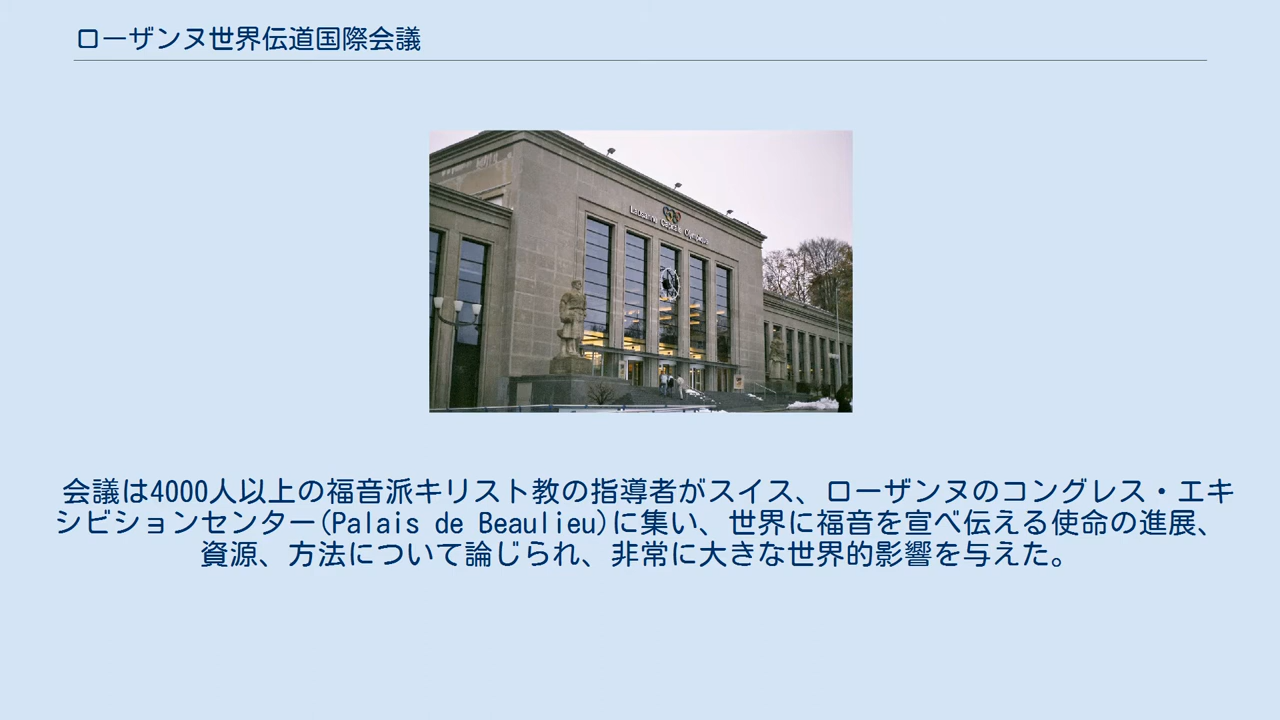 ローザンヌ世界伝道国際会議
会議は4000人以上の福音派キリスト教の指導者がスイス、ローザンヌのコングレス・エキ
シビションセンター(Palais de Beaulieu)に集い、世界に福音を宣べ伝える使命の進展、
資源、方法について論じられ、非常に大きな世界的影響を与えた。